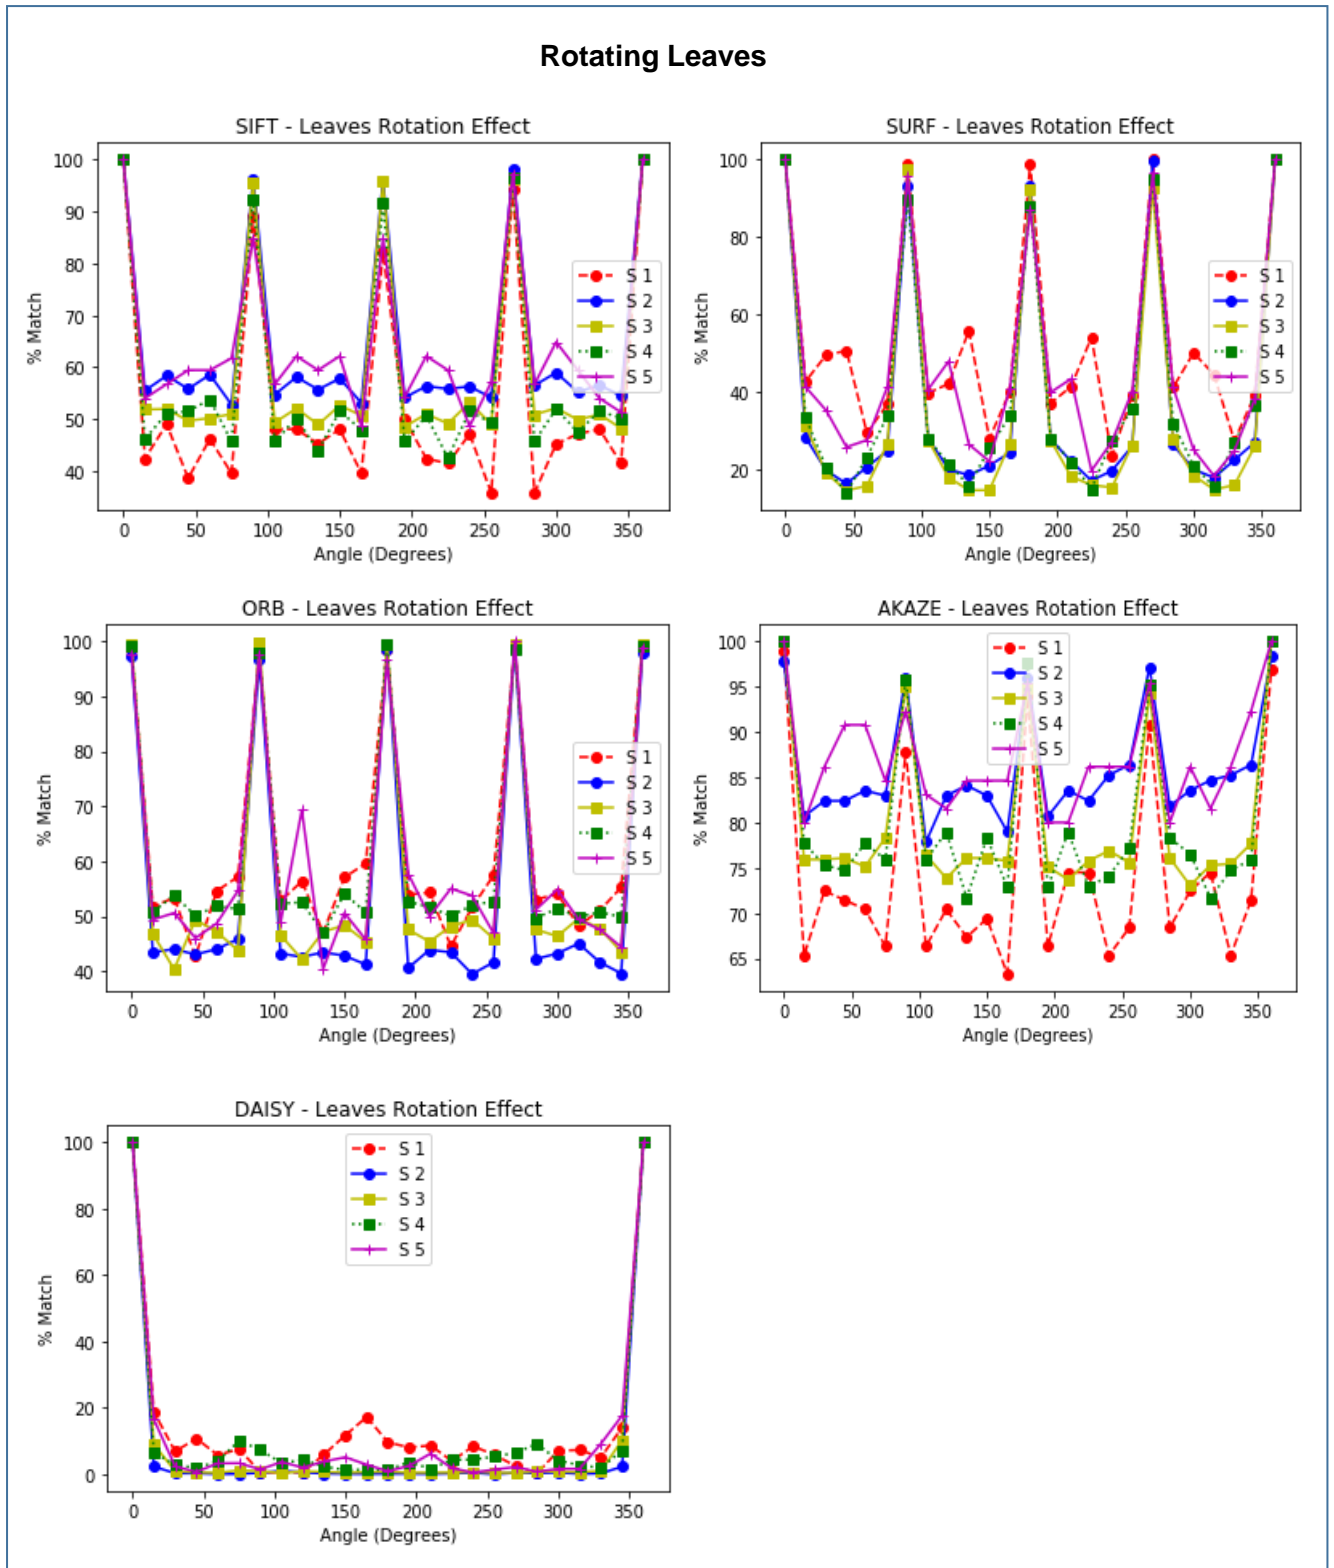 Rotating Leaves
SIFT - Leaves Rotation Effect
100
90
80
70
60
50
40
% Match
0 50 100 150 200 250 300 350
Angle (Degrees)
S 1
S 2
S 3
S 4
S 5
SURF - Leaves Rotation Effect
100
80
60
40
20
% Match
0 50 100 150 200 250 300 350
Angle (Degrees)
S 1
S 2
S 3
S 4
S 5
ORB - Leaves Rotation Effect
100
90
80
70
60
50
40
% Match
0 50 100 150 200 250 300 350
Angle (Degrees)
S 1
S 2
S 3
S 4
S 5
AKAZE - Leaves Rotation Effect
100
95
90
85
80
75
70
65
% Match
0 50 100 150 200 250 300 350
Angle (Degrees)
S 1
S 2
S 3
S 4
S 5
DAISY - Leaves Rotation Effect
100
80
60
40
20
0
% Match
0 50 100 150 200 250 300 350
Angle (Degrees)
S 1
S 2
S 3
S 4
S 5